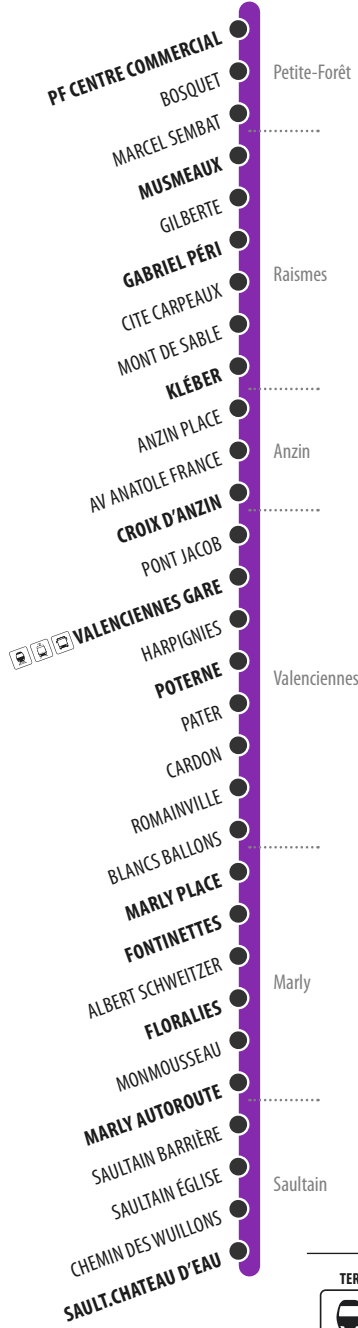 PF CENTRE COMMERCIAL
BOSQUET
Petite-Forêt
MARCEL SEMBAT
MUSMEAUX
GILBERTE
GABRIEL PÉRI
Raismes
CITE CARPEAUX
MONT DE SABLE
KLÉBER
ANZIN PLACE
AV ANATOLE FRANCE
Anzin
CROIX D'ANZIN
PONT JACOB
VALENCIENNES GARE
HARPIGNIES
POTERNE
Valenciennes
PATER
CARDON
ROMAINVILLE
BLANCS BALLONS
MARLY PLACE
FONTINETTES
ALBERT SCHWEITZER
Marly
FLORALIES
MONMOUSSEAU
MARLY AUTOROUTE
SAULTAIN BARRIÈRE
SAULTAIN ÉGLISE
Saultain
CHEMIN DES WUILLONS
SAULT.CHATEAU D'EAU
TER